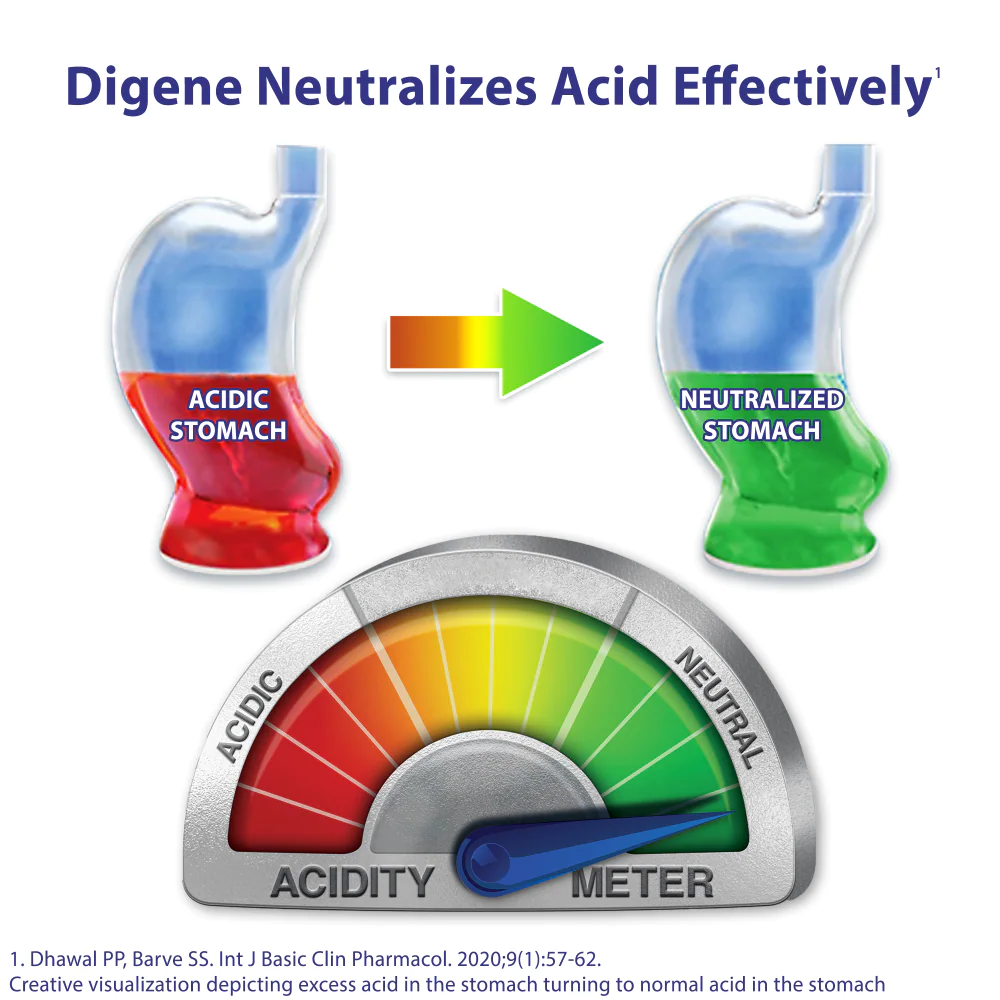 Digene Neutralizes Acid Effectively¹
ACIDIC
STOMACH
NEUTRALIZED
STOMACH
ACIDIC
NEUTRAL
ACIDITY METER
1. Dhawal PP, Barve SS. Int J Basic Clin Pharmacol. 2020;9(1):57-62.
Creative visualization depicting excess acid in the stomach turning to normal acid in the stomach